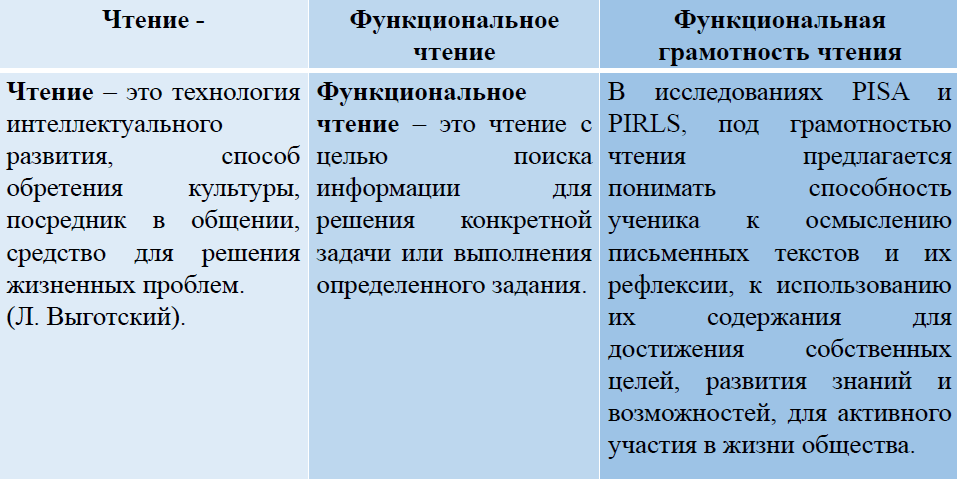 Чтение -
Функциональное
чтение
Функциональная
грамотность чтения
Чтение – это технология
интеллектуального
развития, способ
обретения культуры,
посредник в общении,
средство для решения
жизненных проблем.
(Л. Выготский).
Функциональное
чтение – это чтение с
целью поиска
информации для
решения конкретной
задачи или выполнения
определенного задания.
В исследованиях PISA и
PIRLS, под грамотностью
чтения предлагается
понимать способность
ученика к осмыслению
письменных текстов и их
рефлексии, к использованию
их содержания для
достижения собственных
целей, развития знаний и
возможностей, для активного
участия в жизни общества.